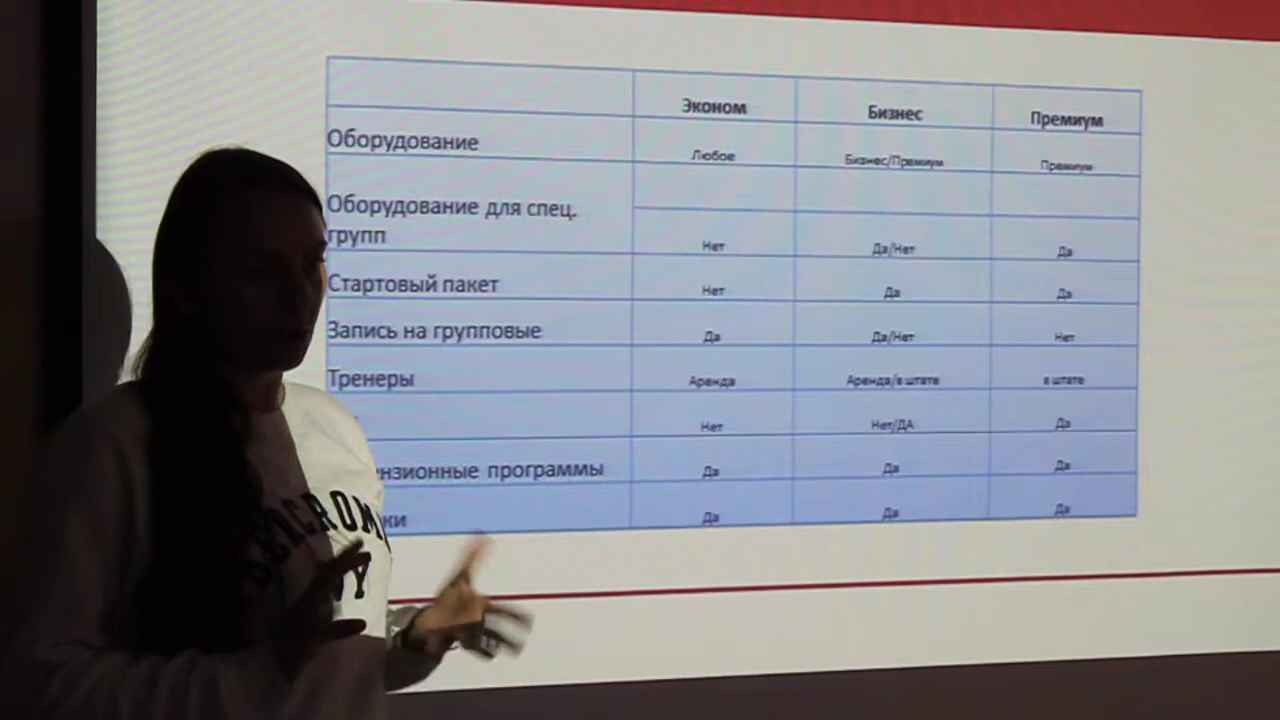 Эконом Бизнес Премиум
Оборудование Любое Бизнес/Премиум Премиум
Оборудование для спец.
групп Нет Да/Нет Да
Стартовый пакет Нет Да Да
Запись на групповые Да Да/Нет Нет
Тренеры Аренда Аренда/в штате в штате
Нет Нет/ДА Да
программы Да Да Да
Да Да Да